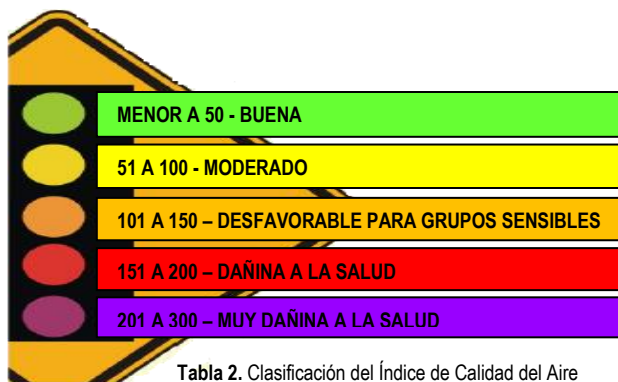 MENOR A 50 - BUENA
51 A 100 - MODERADO
101 A 150 – DESFAVORABLE PARA GRUPOS SENSIBLES
151 A 200 – DAÑINA A LA SALUD
201 A 300 – MUY DAÑINA A LA SALUD
Tabla 2. Clasificación del Índice de Calidad del Aire